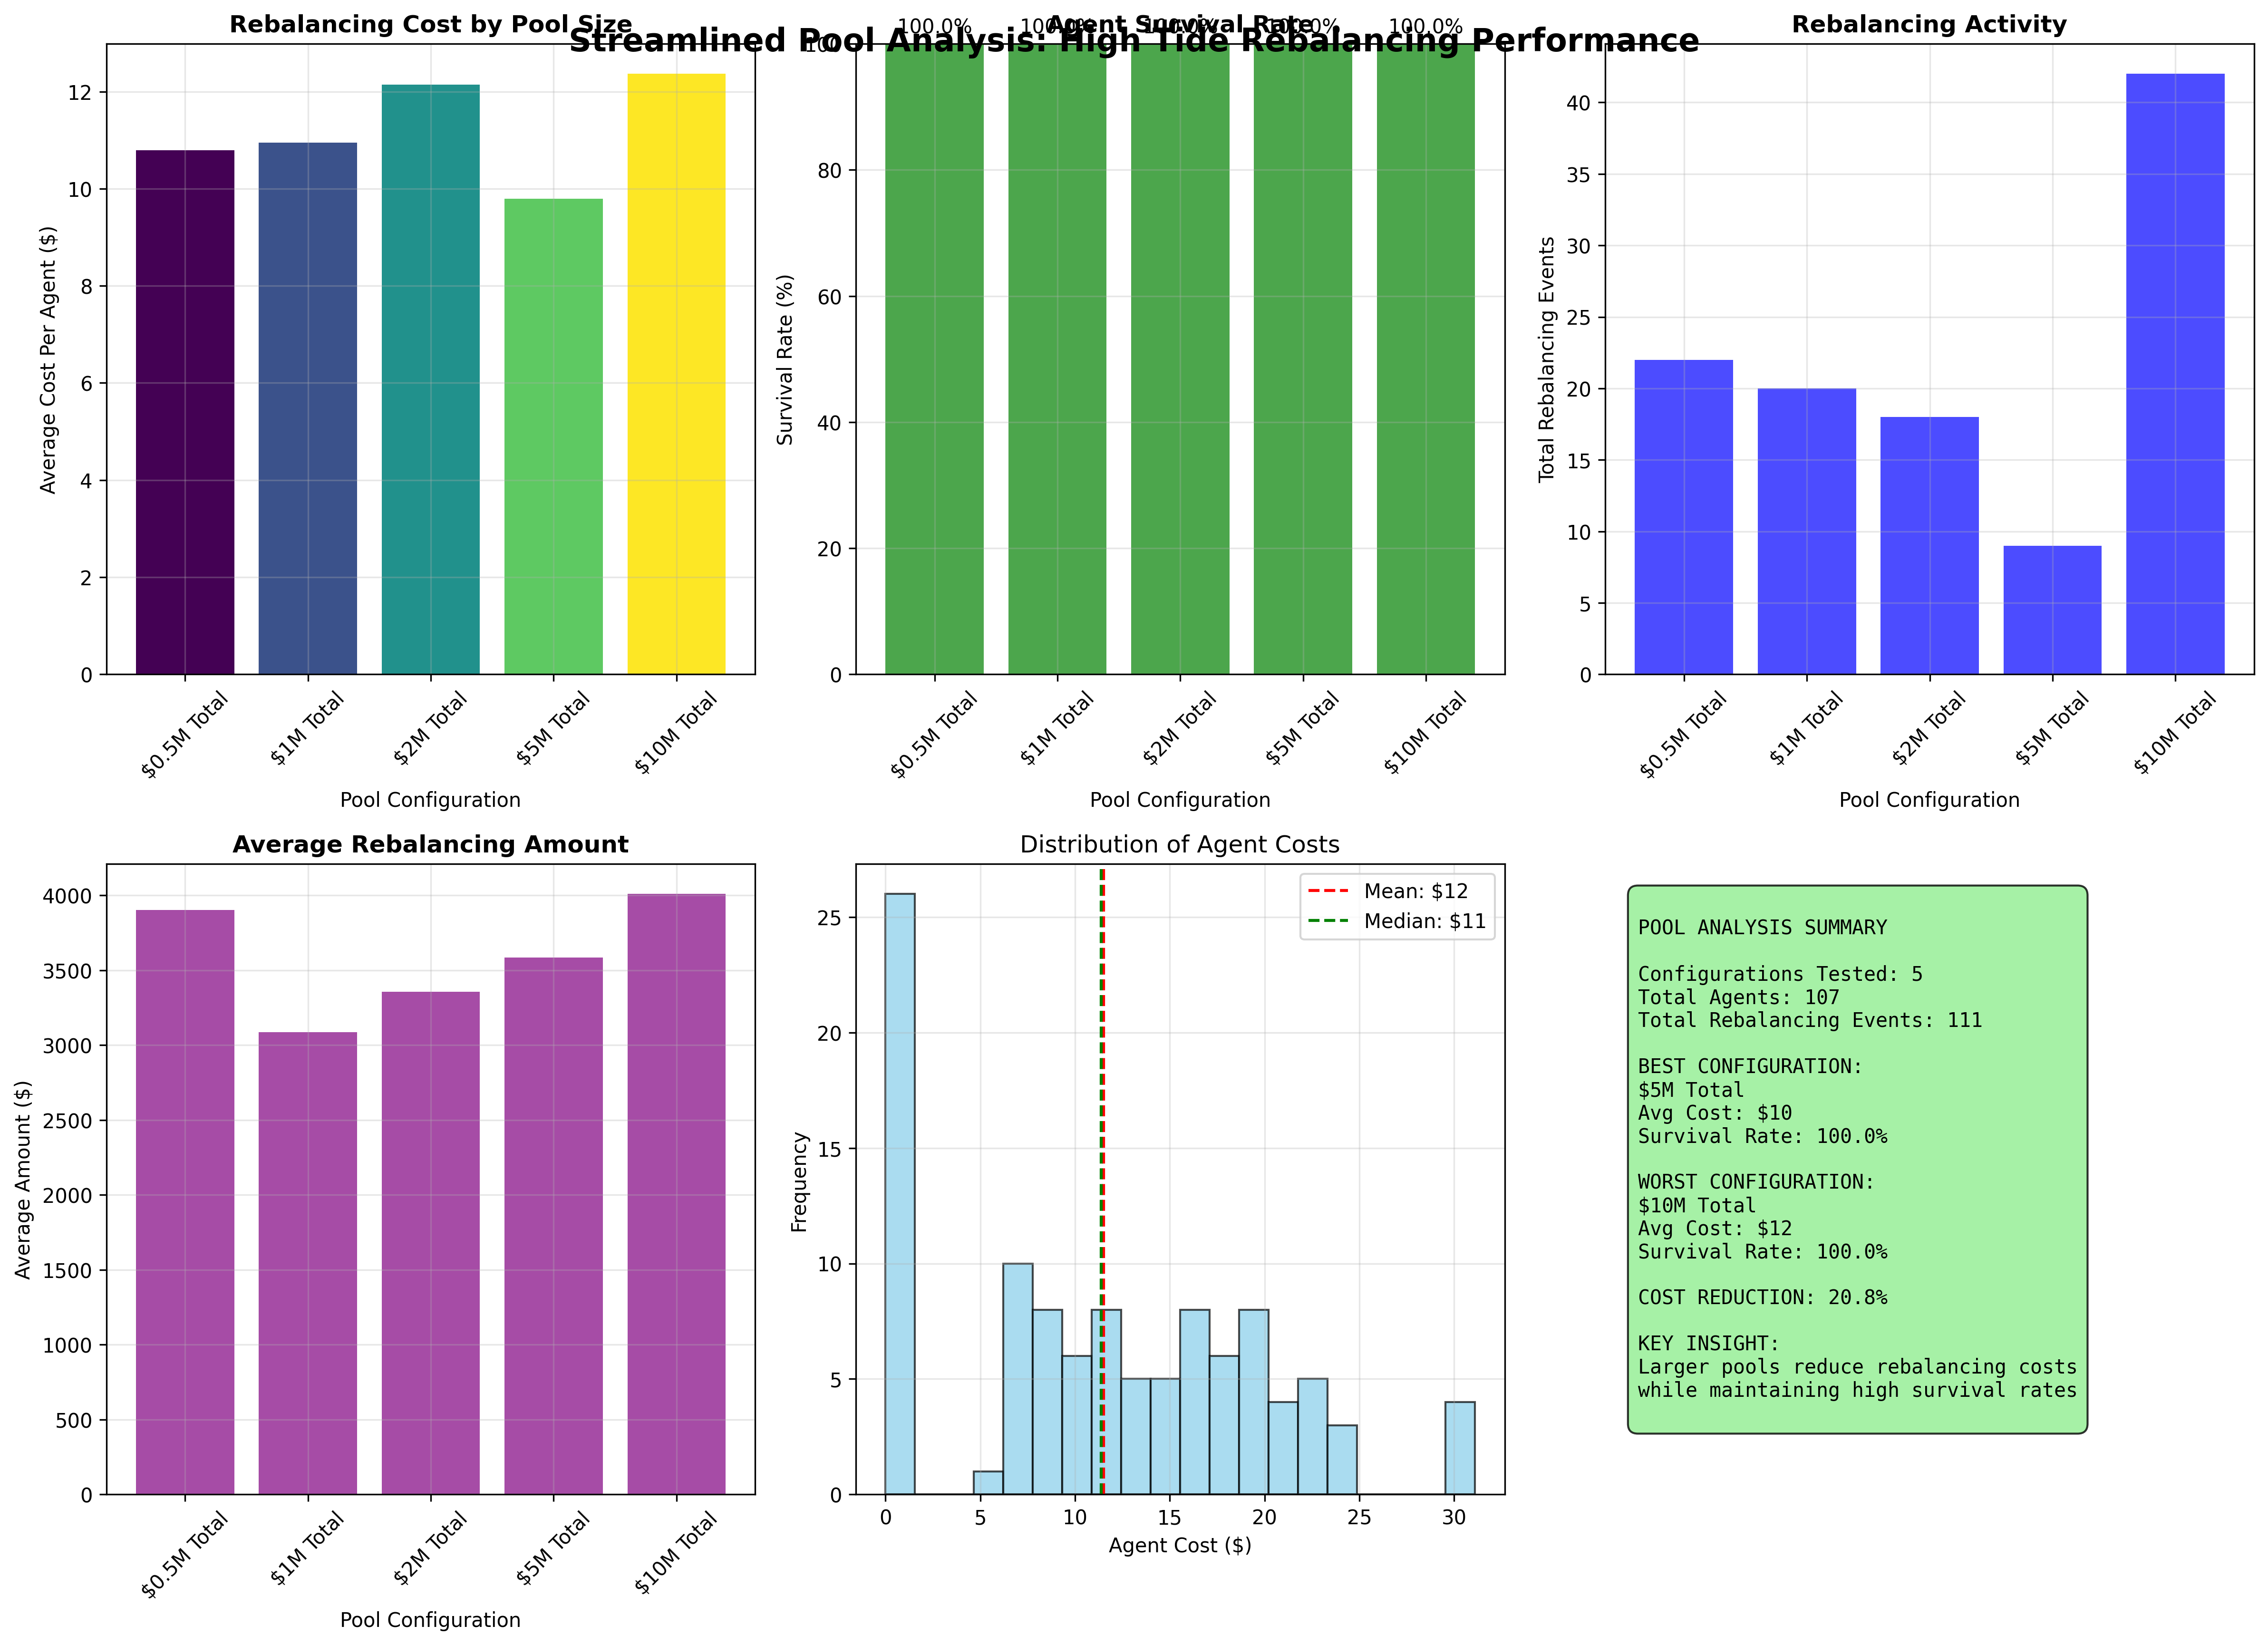 Streamlined Pool Analysis: High Tide Rebalancing Performance
Rebalancing Cost by Pool Size
Average Cost Per Agent ($)
12
10
8
6
4
2
0
$0.5M Total
$1M Total
$2M Total
$5M Total
$10M Total
Pool Configuration
Agent Survival Rate
100.0%
100.0%
100.0%
100.0%
100.0%
Survival Rate (%)
100
80
60
40
20
0
$0.5M Total
$1M Total
$2M Total
$5M Total
$10M Total
Pool Configuration
Rebalancing Activity
Total Rebalancing Events
40
35
30
25
20
15
10
5
0
$0.5M Total
$1M Total
$2M Total
$5M Total
$10M Total
Pool Configuration
Average Rebalancing Amount
Average Amount ($)
4000
3500
3000
2500
2000
1500
1000
500
0
$0.5M Total
$1M Total
$2M Total
$5M Total
$10M Total
Pool Configuration
Distribution of Agent Costs
Mean: $12
Median: $11
Frequency
25
20
15
10
5
0
0
5
10
15
20
25
30
Agent Cost ($)
POOL ANALYSIS SUMMARY
Configurations Tested: 5
Total Agents: 107
Total Rebalancing Events: 111
BEST CONFIGURATION:
$5M Total
Avg Cost: $10
Survival Rate: 100.0%
WORST CONFIGURATION:
$10M Total
Avg Cost: $12
Survival Rate: 100.0%
COST REDUCTION: 20.8%
KEY INSIGHT:
Larger pools reduce rebalancing costs
while maintaining high survival rates